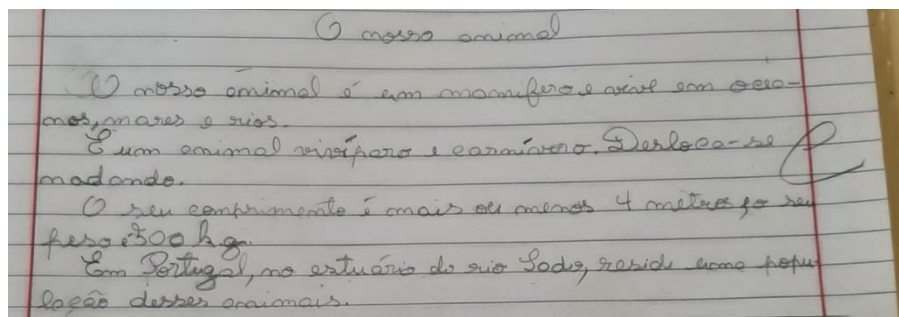 O nosso animal
O nosso animal é um mamífero e vive em ocea-
nos, mares e rios.
É um animal vivíparo e carnívoro. Desloca-se
nadando.
O seu comprimento é mais ou menos 4 metros, o seu
peso é 500 kg.
Em Portugal, no estuário do rio Sado, reside uma popu-
lação desses animais.